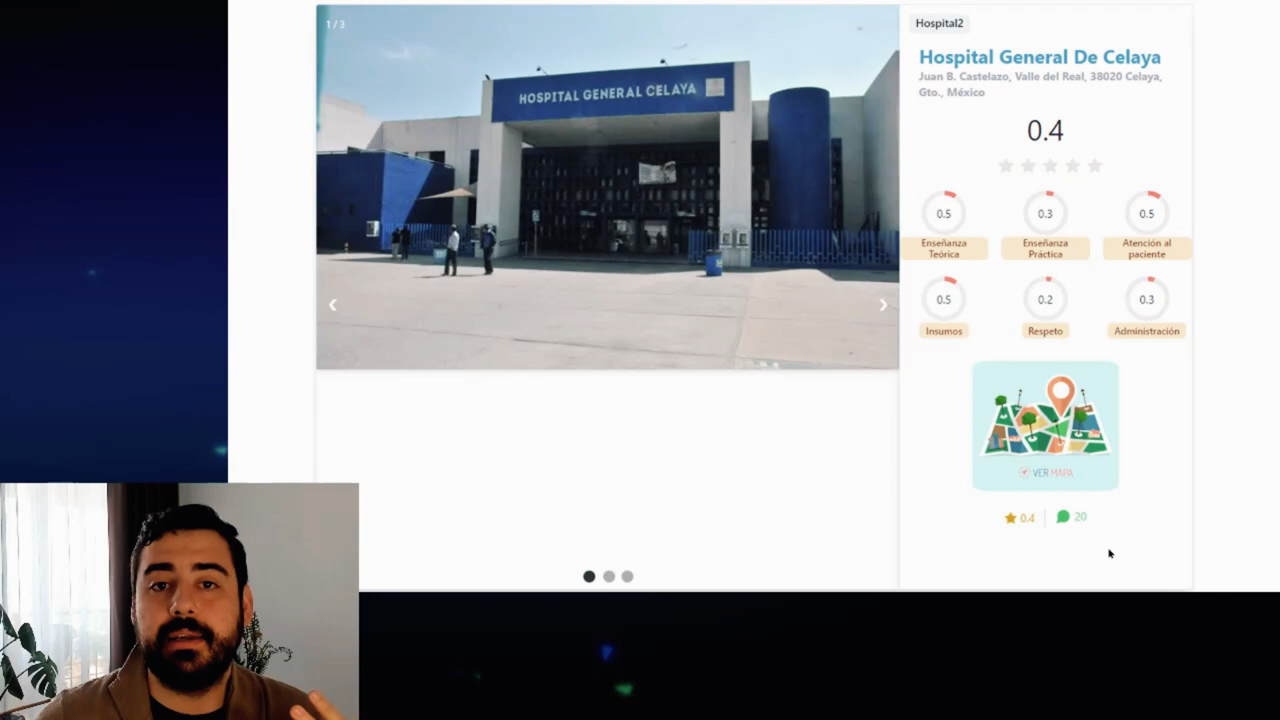 1 / 3
HOSPITAL GENERAL CELAYA
Hospital2
Hospital General De Celaya
Juan B. Castelazo, Valle del Real, 38020 Celaya,
Gto., México
0.4
0.5
0.3
0.5
Enseñanza
Teórica
Enseñanza
Práctica
Atención al
paciente
0.5
0.2
0.3
Insumos
Respeto
Administración
VER MAPA
0.4
20